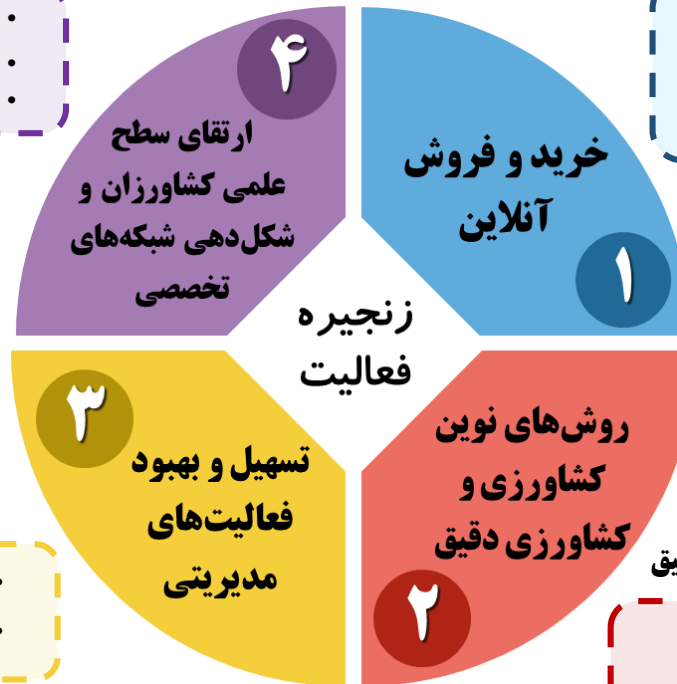 زنجیره
فعالیت
خرید و فروش
آنلاین
۱
روش‌های نوین
کشاورزی و
کشاورزی دقیق
۲
۳
تسهیل و بهبود
فعالیت‌های
مدیریتی
۴
ارتقای سطح
علمی کشاورزان و
شکل‌دهی شبکه‌های
تخصصی